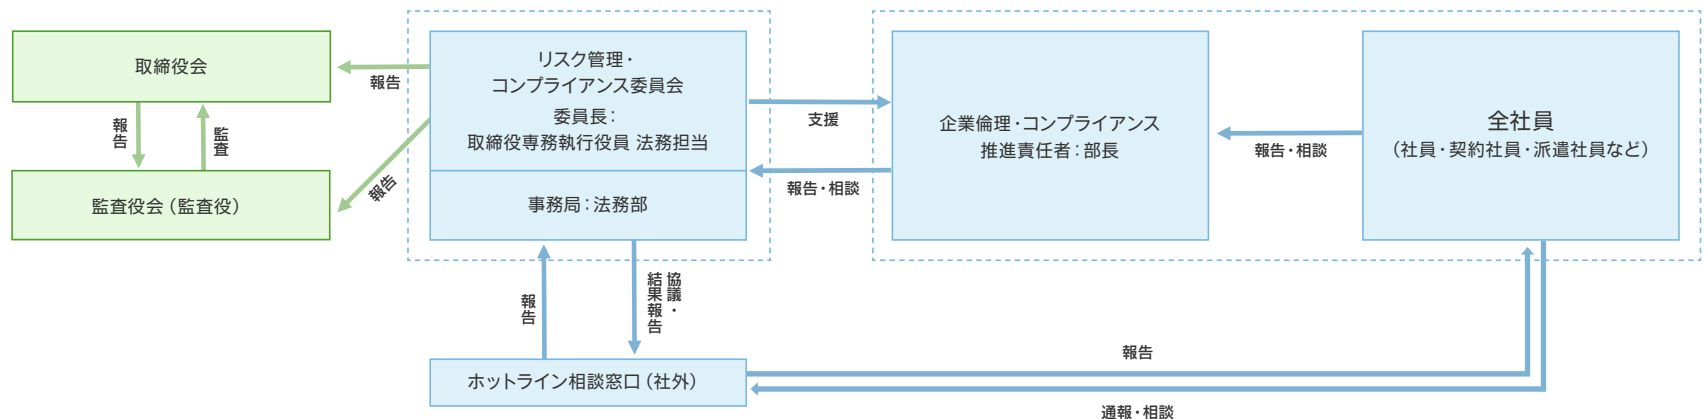 取締役会
報告
監査
監査役会（監査役）
報告
報告
リスク管理・
コンプライアンス委員会
委員長：
取締役専務執行役員 法務担当
事務局：法務部
支援
報告・相談
企業倫理・コンプライアンス
推進責任者：部長
報告・相談
全社員
（社員・契約社員・派遣社員など）
報告
協議・
結果報告
ホットライン相談窓口（社外）
報告
通報・相談